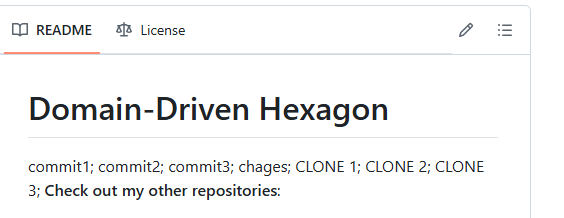 README License
Domain-Driven Hexagon
commit1; commit2; commit3; chages; CLONE 1; CLONE 2; CLONE
3; Check out my other repositories: